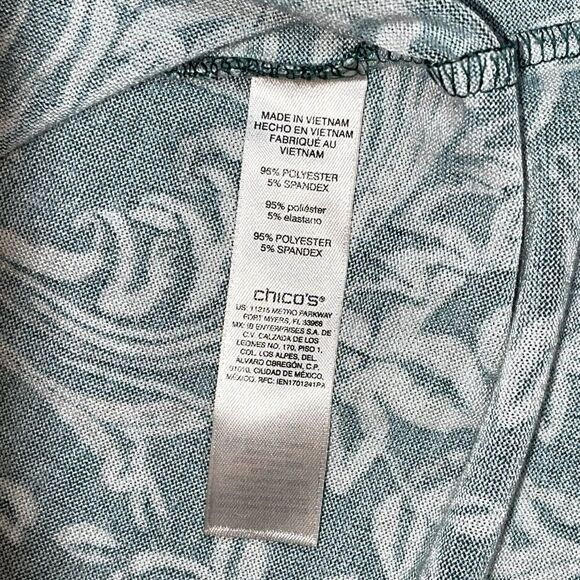 MADE IN VIETNAM
HECHO EN VIETNAM
FABRIQUÉ AU
VIETNAM
95% POLYESTER
5% SPANDEX
95% poliéster
5% elastano
95% POLYESTER
5% SPANDEX
chico's®
US: 11215 METRO PARKWAY
FORT MYERS, FL 33966
MX: IB ENTERPRISES S.A. DE
C.V. CALZADA DE LOS
LEONES NO. 170, PISO 1,
COL. LOS ALPES, DEL.
ALVARO OBREGÓN, C.P.
01010, CIUDAD DE MÉXICO,
MÉXICO. RFC: IEN1701241PA